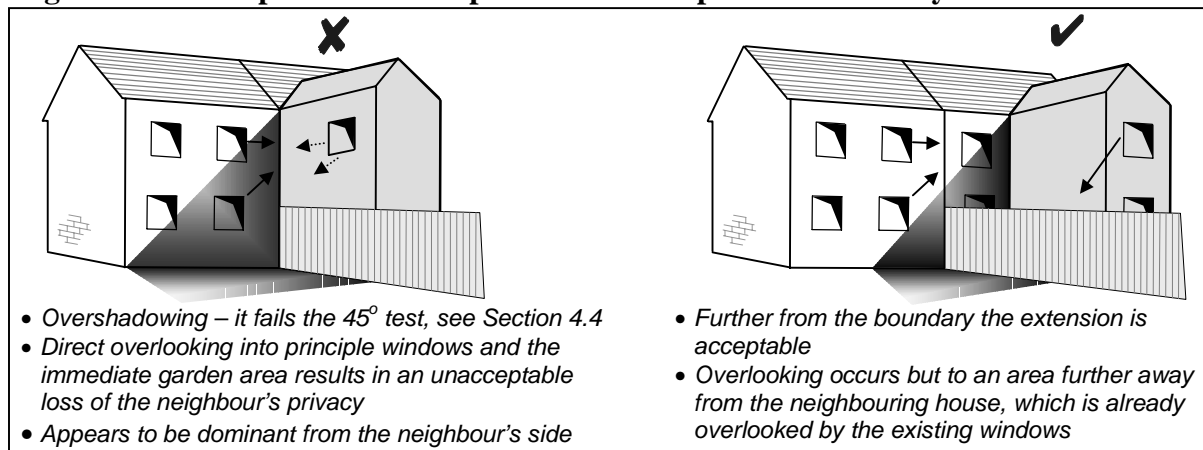 • Overshadowing – it fails the 45° test, see Section 4.4
• Direct overlooking into principle windows and the
immediate garden area results in an unacceptable
loss of the neighbour's privacy
• Appears to be dominant from the neighbour's side
• Further from the boundary the extension is
acceptable
• Overlooking occurs but to an area further away
from the neighbouring house, which is already
overlooked by the existing windows